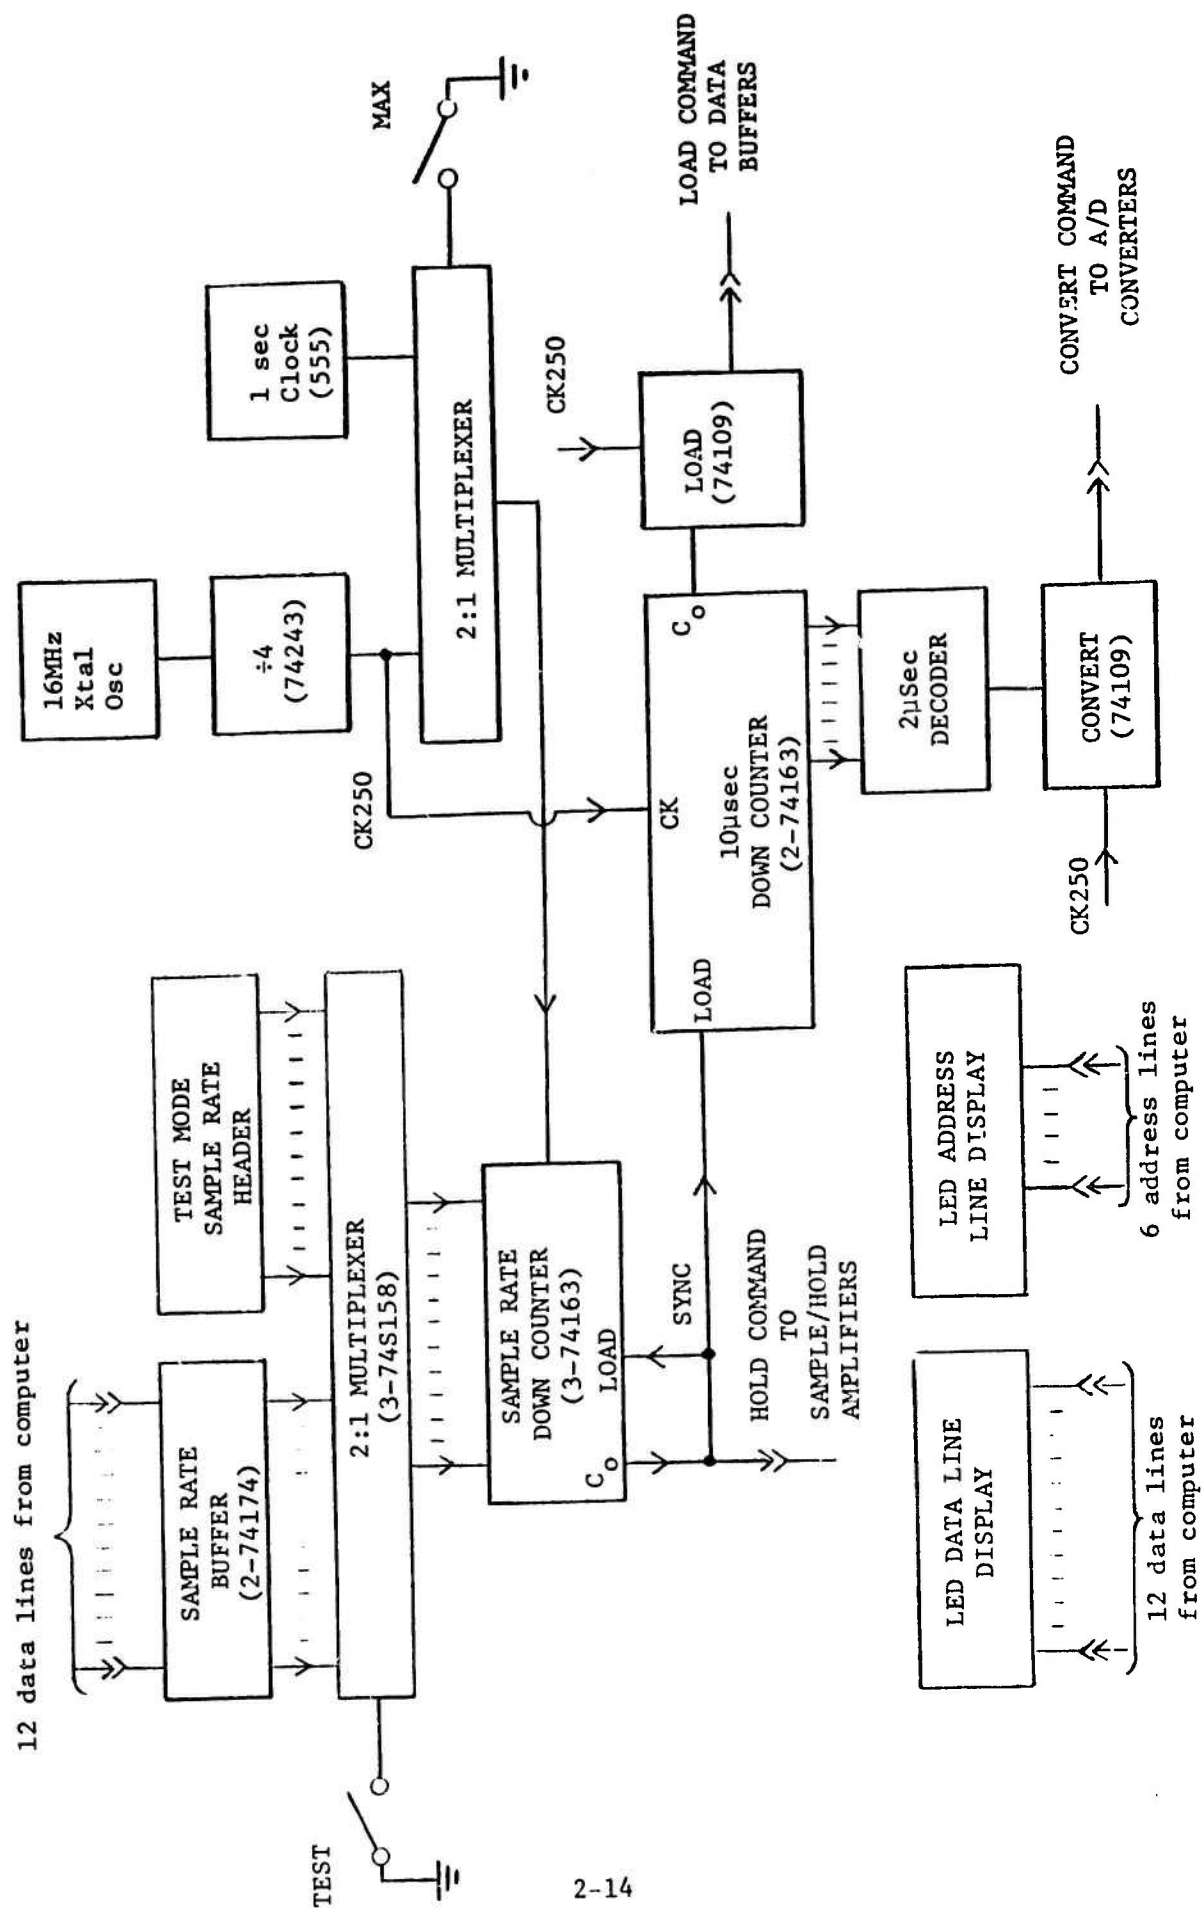 12 data lines from computer
SAMPLE RATE
BUFFER
(2-74174)
TEST MODE
SAMPLE RATE
HEADER
16MHz
Xtal
Osc
÷4
(74243)
1 sec
Clock
(555)
TEST
2:1 MULTIPLEXER
(3-74S158)
CK250
2:1 MULTIPLEXER
MAX
SAMPLE RATE
DOWN COUNTER
(3-74163)
Co
LOAD
SYNC
HOLD COMMAND
TO
SAMPLE/HOLD
AMPLIFIERS
CK
LOAD
10µsec
DOWN COUNTER
(2-74163)
Co
CK250
LOAD
(74109)
LOAD COMMAND
TO DATA
BUFFERS
2µSec
DECODER
CK250
CONVERT
(74109)
CONVERT COMMAND
TO A/D
CONVERTERS
LED DATA LINE
DISPLAY
12 data lines
from computer
LED ADDRESS
LINE DISPLAY
6 address lines
from computer
2-14